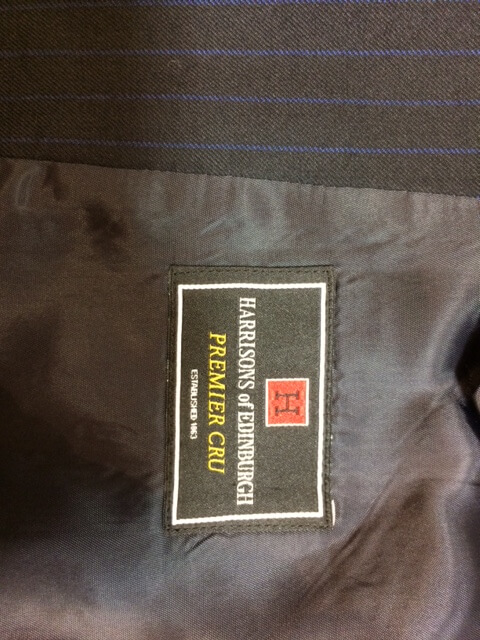 H
HARRISONS of EDINBURGH
PREMIER CRU
ESTABLISHED 1863